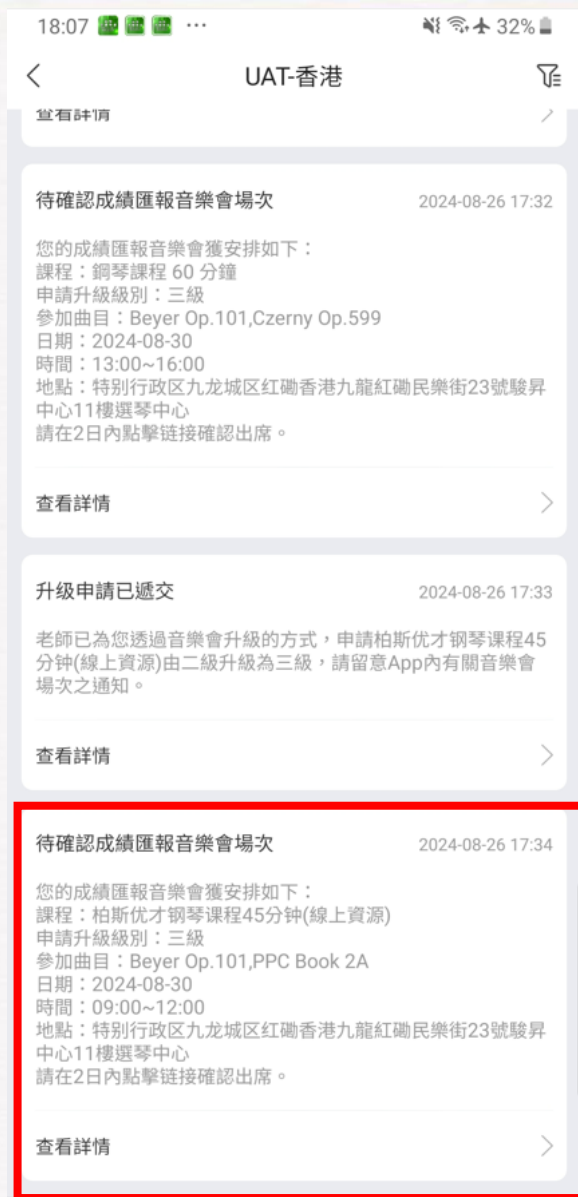 18:07 ... 32%
UAT-香港
查看詳情
待確認成績匯報音樂會場次 2024-08-26 17:32
您的成績匯報音樂會獲安排如下：
課程：鋼琴課程 60 分鐘
申請升級級別：三級
參加曲目：Beyer Op.101,Czerny Op.599
日期：2024-08-30
時間：13:00~16:00
地點：特别行政区九龙城区红磡香港九龍紅磡民樂街23號駿昇
中心11樓選琴中心
請在2日內點擊链接確認出席。
查看詳情
升级申請已遞交 2024-08-26 17:33
老師已為您透過音樂會升級的方式，申請柏斯优才钢琴课程45
分钟(線上資源)由二級升級為三級，請留意App內有關音樂會
場次之通知。
查看詳情
待確認成績匯報音樂會場次 2024-08-26 17:34
您的成績匯報音樂會獲安排如下：
課程：柏斯优才钢琴课程45分钟(線上資源)
申請升級級別：三級
參加曲目：Beyer Op.101,PPC Book 2A
日期：2024-08-30
時間：09:00~12:00
地點：特别行政区九龙城区红磡香港九龍紅磡民樂街23號駿昇
中心11樓選琴中心
請在2日內點擊链接確認出席。
查看詳情